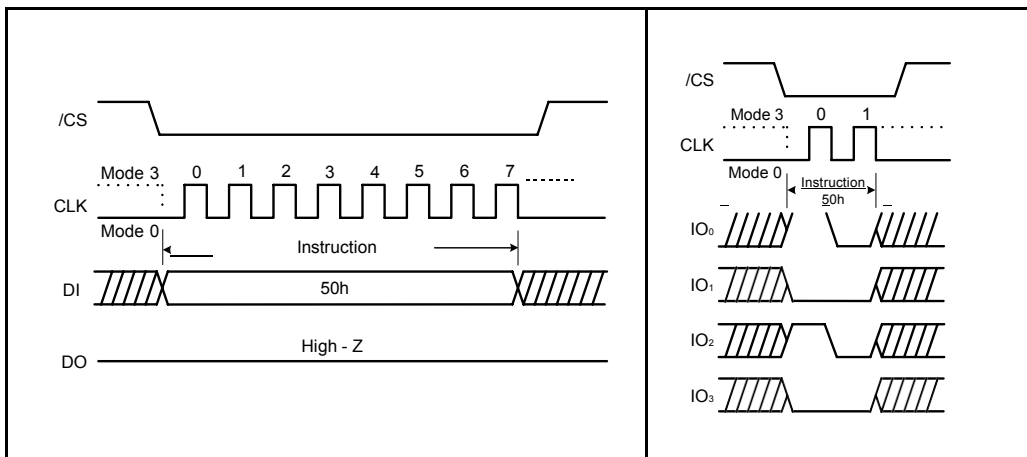 /CS
Mode 3 0 1 2 3 4 5 6 7
CLK
Mode 0
Instruction
DI
50h
High - Z
DO
/CS
Mode 3 0 1
CLK
Mode 0
Instruction
50h
IO₀
IO₁
IO₂
IO₃